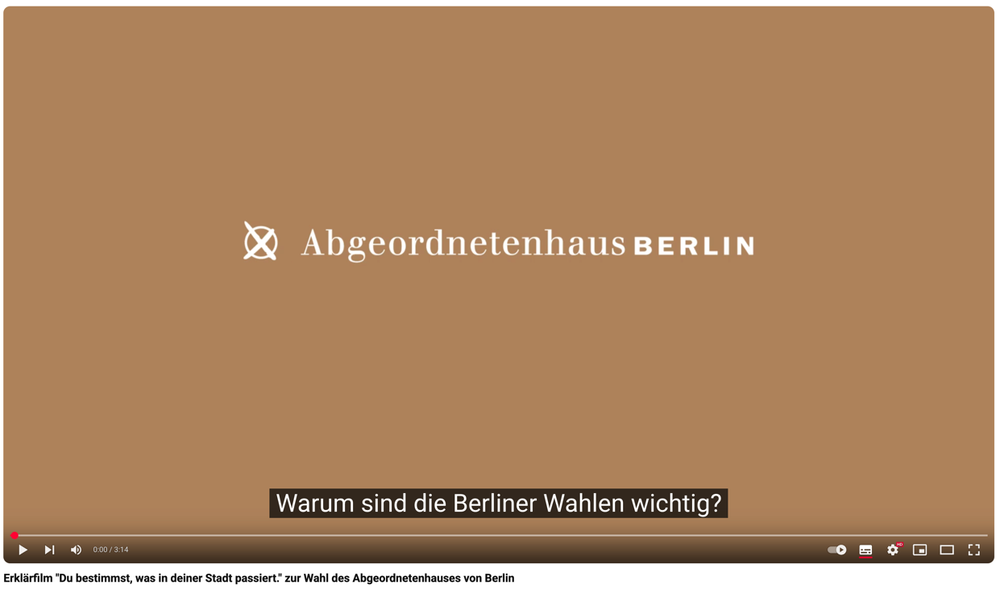 Abgeordnetenhaus BERLIN
Warum sind die Berliner Wahlen wichtig?
0:00 / 3:14
HD
Erklärfilm "Du bestimmst, was in deiner Stadt passiert." zur Wahl des Abgeordnetenhauses von Berlin